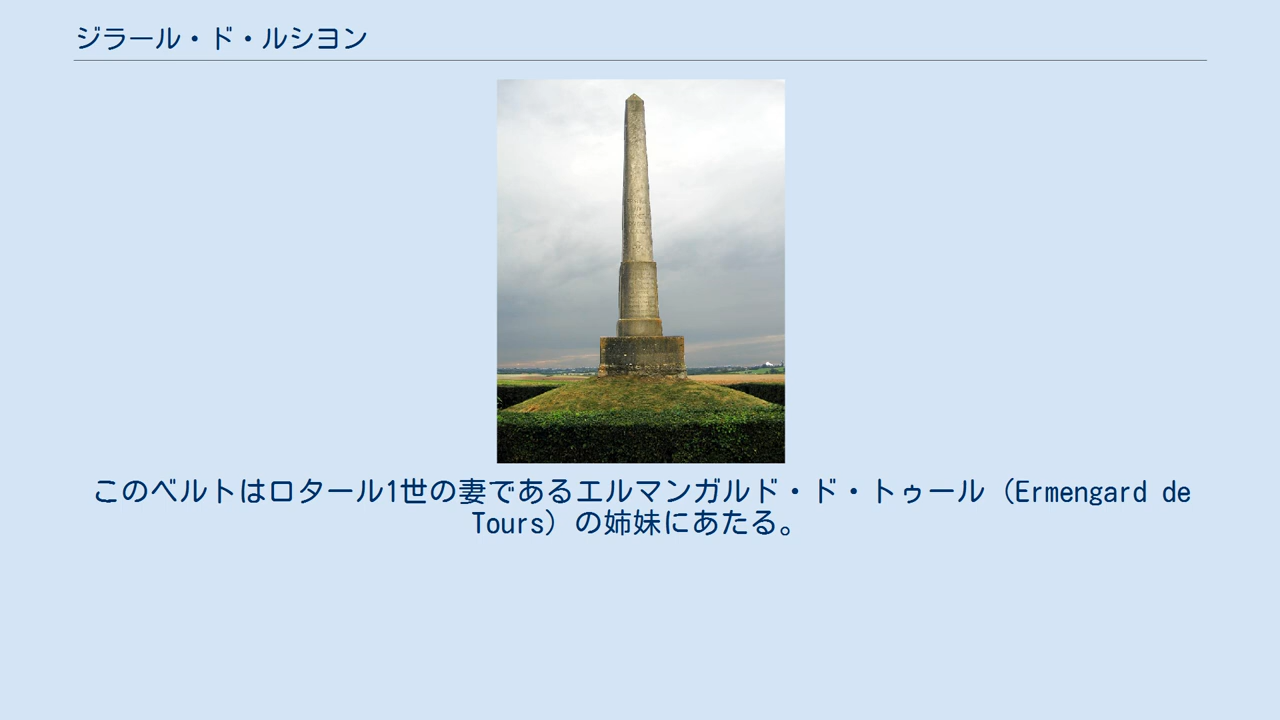 ジラール・ド・ルシヨン
このベルトはロタール1世の妻であるエルマンガルド・ド・トゥール（Ermengard de
Tours）の姉妹にあたる。